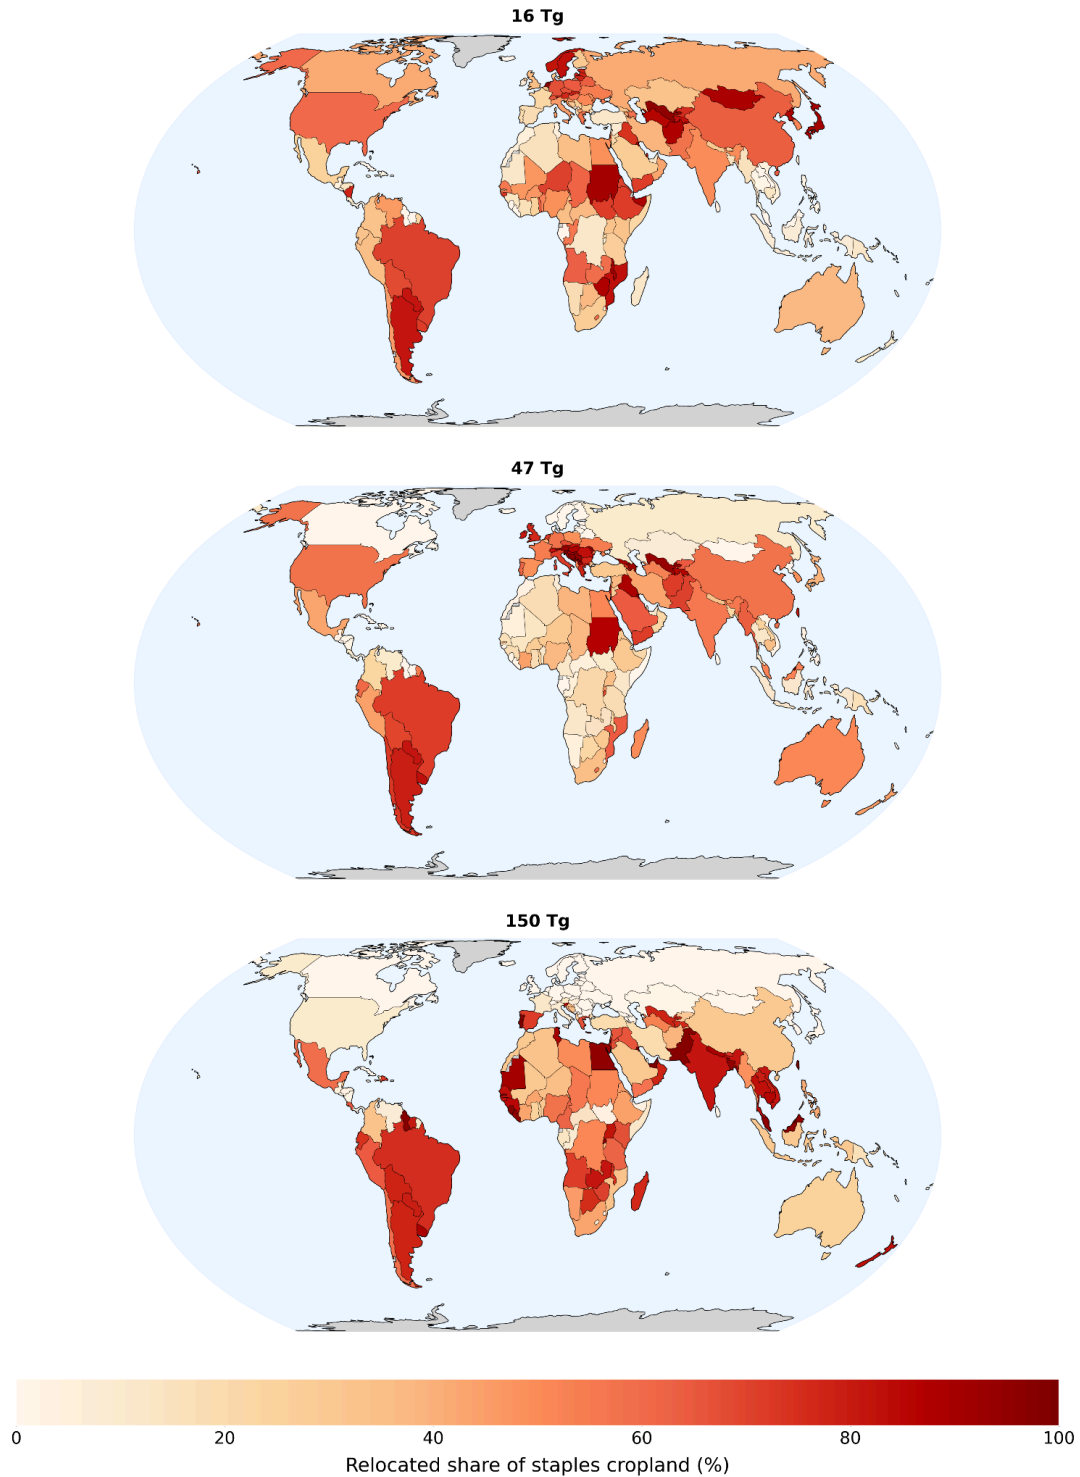 16 Tg
47 Tg
150 Tg
0 20 40 60 80 100
Relocated share of staples cropland (%)